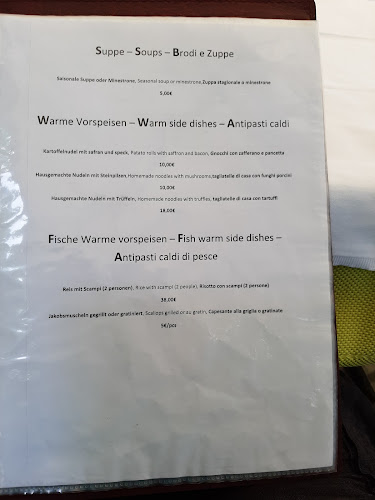 Suppe – Soups – Brodi e Zuppe
Saisonale Suppe oder Minestrone, Seasonal soup or minestrone Zuppa stagionale o minestrone
5,00€
Warme Vorspeisen – Warm side dishes – Antipasti caldi
Kartoffelnudel mit safran und speck, Potato rolls with saffron and bacon, Gnocchi con zafferano e pancetta
10,00€
Hausgemachte Nudeln mit Steinpilzen, Homemade noodles with mushrooms, tagliatelle di casa con funghi porcini
10,00€
Hausgemachte Nudeln mit Trüffeln, Homemade noodles with truffles, tagliatelle di casa con tartufi
18.00€
Fische Warme vorspeisen – Fish warm side dishes –
Antipasti caldi di pesce
Reis mit Scampi (2 personen), Rice with scampi (2 people), Risotto con scampi (2 persone)
38,00€
Jakobsmuscheln gegrillt oder gratiniert, Scallops grilled or au gratin, Capesante alla griglia o gratinate
5€/pcs